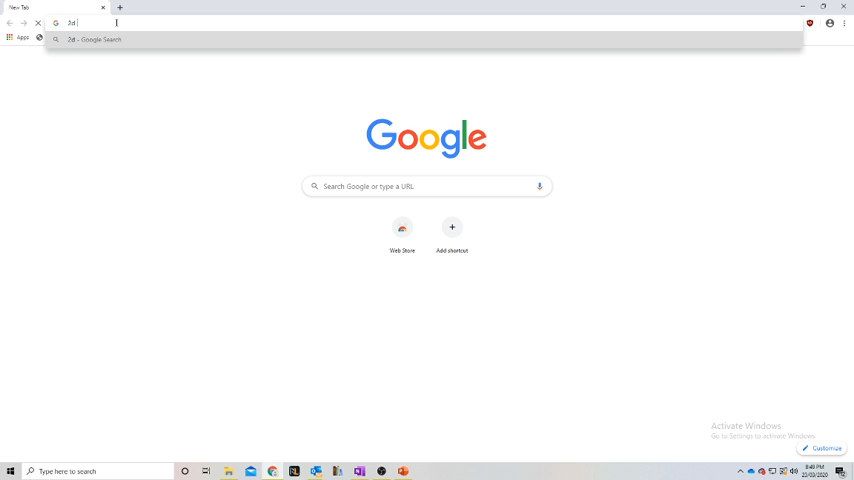 New Tab
2d
2d - Google Search
Apps
Google
Search Google or type a URL
Web Store
Add shortcut
Activate Windows
Go to Settings to activate Windows
Customize
Type here to search
8:48 PM
23/03/2020